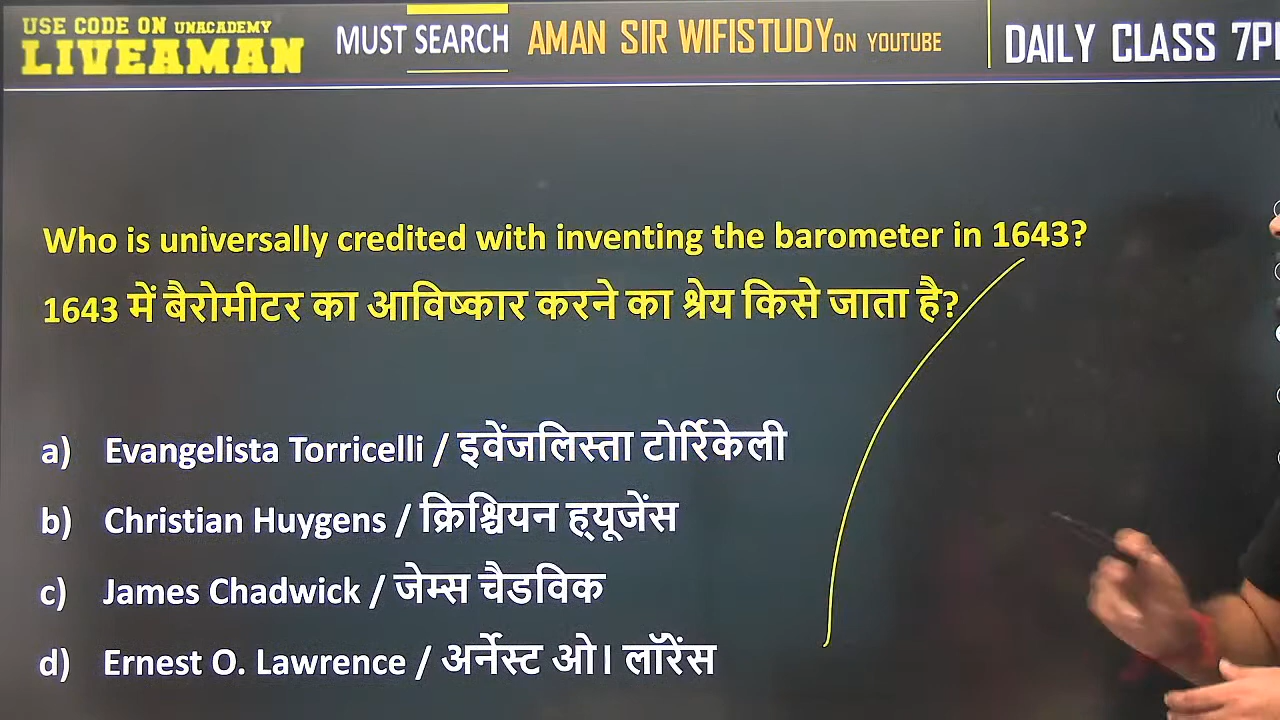 USE CODE ON UNACADEMY
LIVEAMAN
MUST SEARCH
AMAN SIR WIFISTUDY ON YOUTUBE
DAILY CLASS 7P
Who is universally credited with inventing the barometer in 1643?
1643 में बैरोमीटर का आविष्कार करने का श्रेय किसे जाता है?
a) Evangelista Torricelli / इवेंजलिस्ता टोर्रिकेली
b) Christian Huygens / क्रिश्चियन ह्यूजेंस
c) James Chadwick / जेम्स चैडविक
d) Ernest O. Lawrence / अर्नेस्ट ओ। लॉरेंस